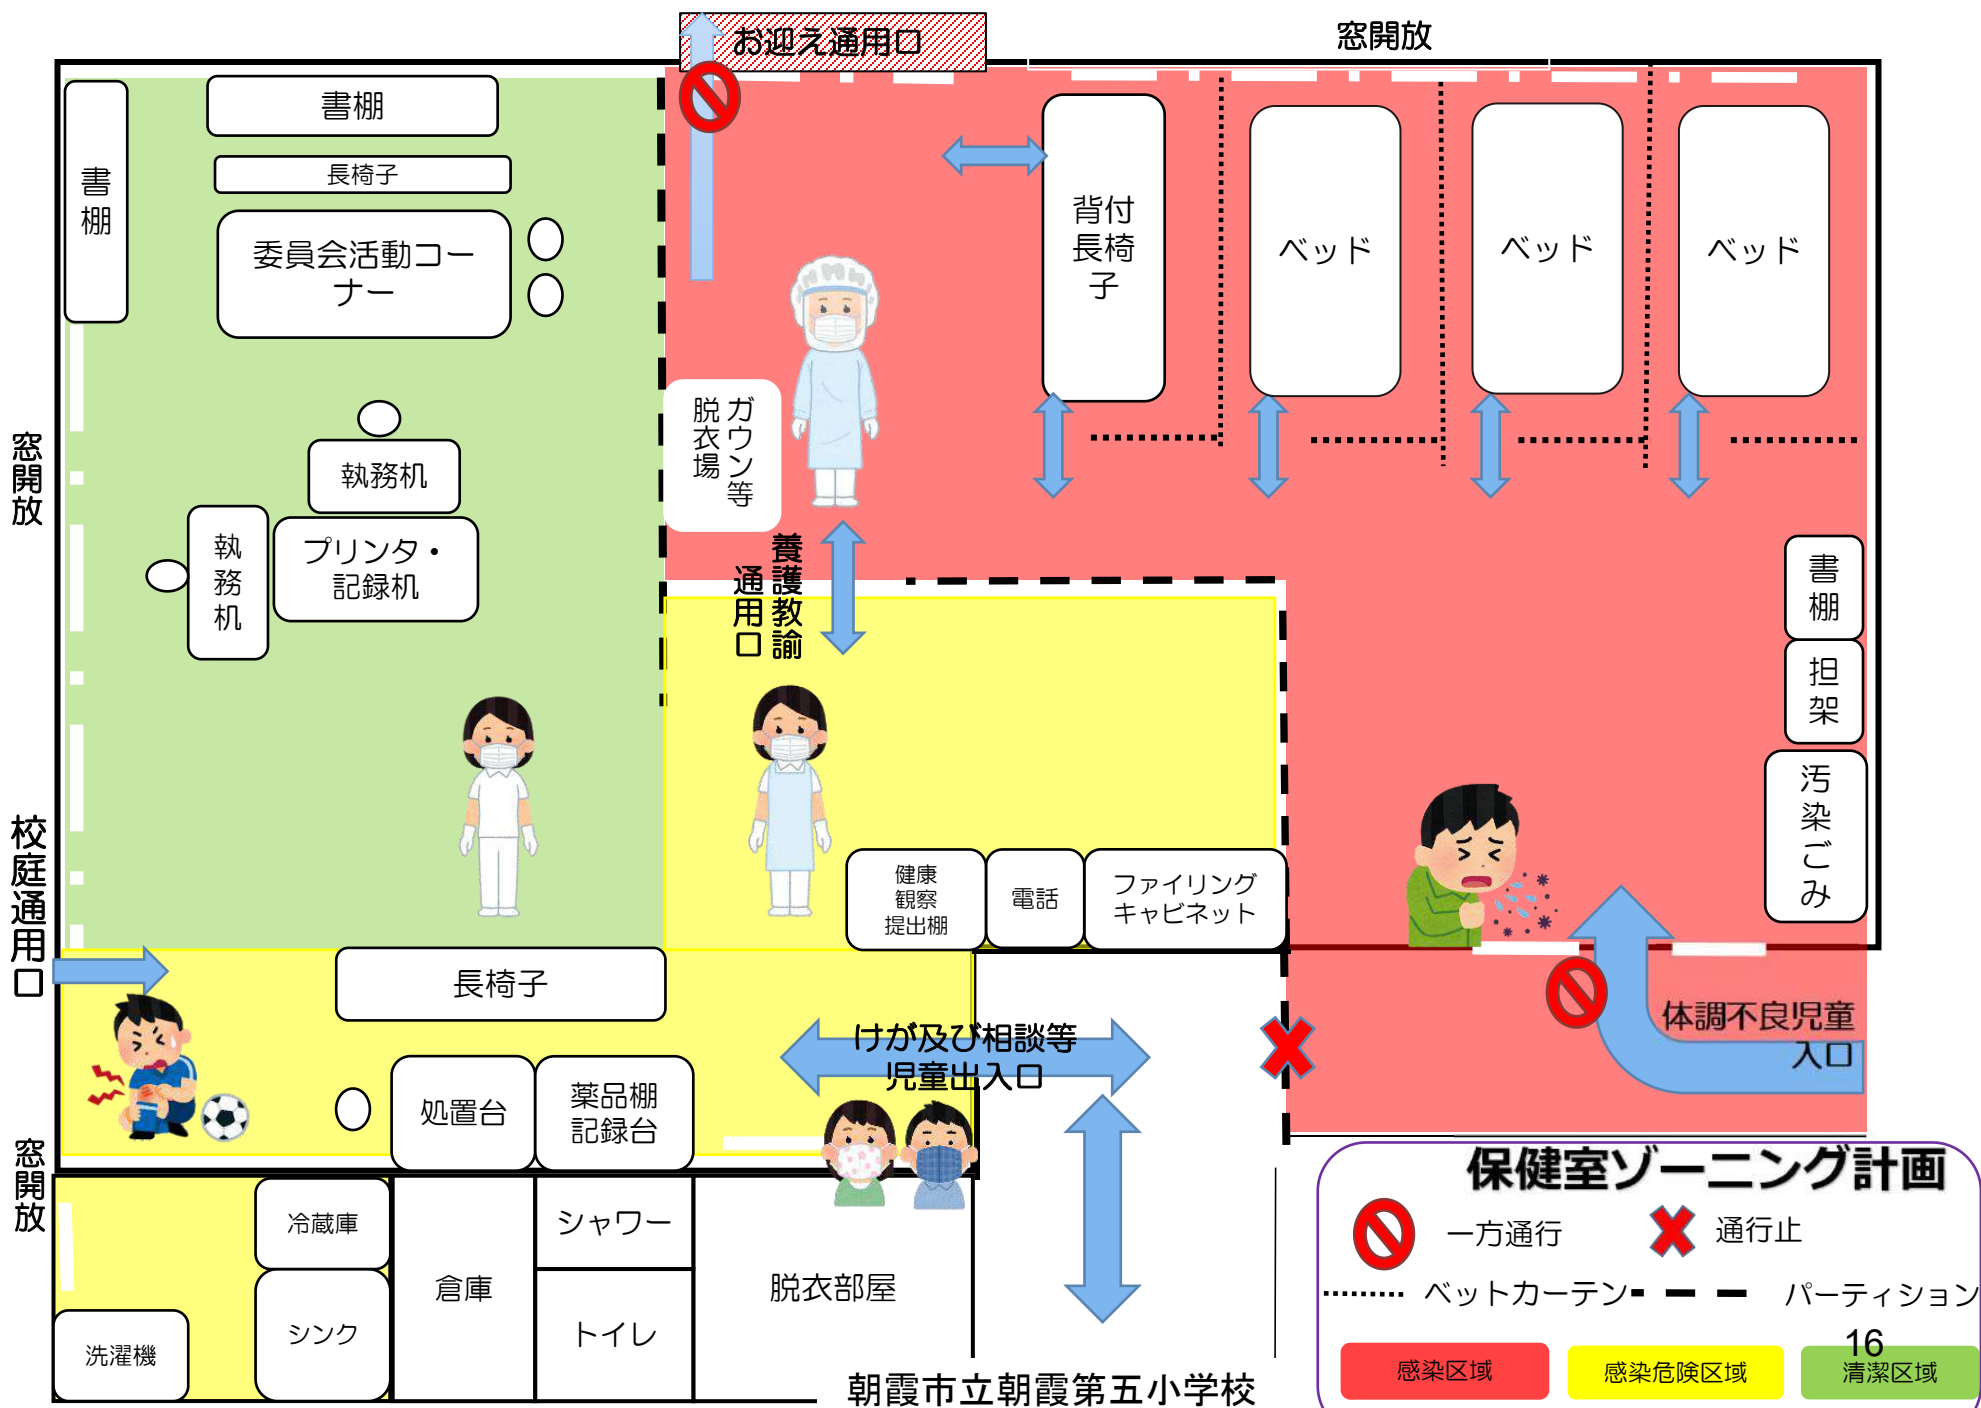 お迎え通用口
窓開放
書棚
書
棚
長椅子
委員会活動コー
ナー
背付
長椅
子
ベッド
ベッド
ベッド
ガウン等
脱衣場
執務机
執
務
机
プリンタ・
記録机
窓開放
養護教諭
通用口
書
棚
担
架
汚
染
ご
み
健康
観察
提出棚
電話
ファイリング
キャビネット
校庭通用口
長椅子
けが及び相談等
児童出入口
体調不良児童
入口
処置台
薬品棚
記録台
窓開放
冷蔵庫
シンク
洗濯機
倉庫
シャワー
トイレ
脱衣部屋
保健室ゾーニング計画
一方通行
通行止
ベットカーテン
パーティション
16
感染区域
感染危険区域
清潔区域
朝霞市立朝霞第五小学校